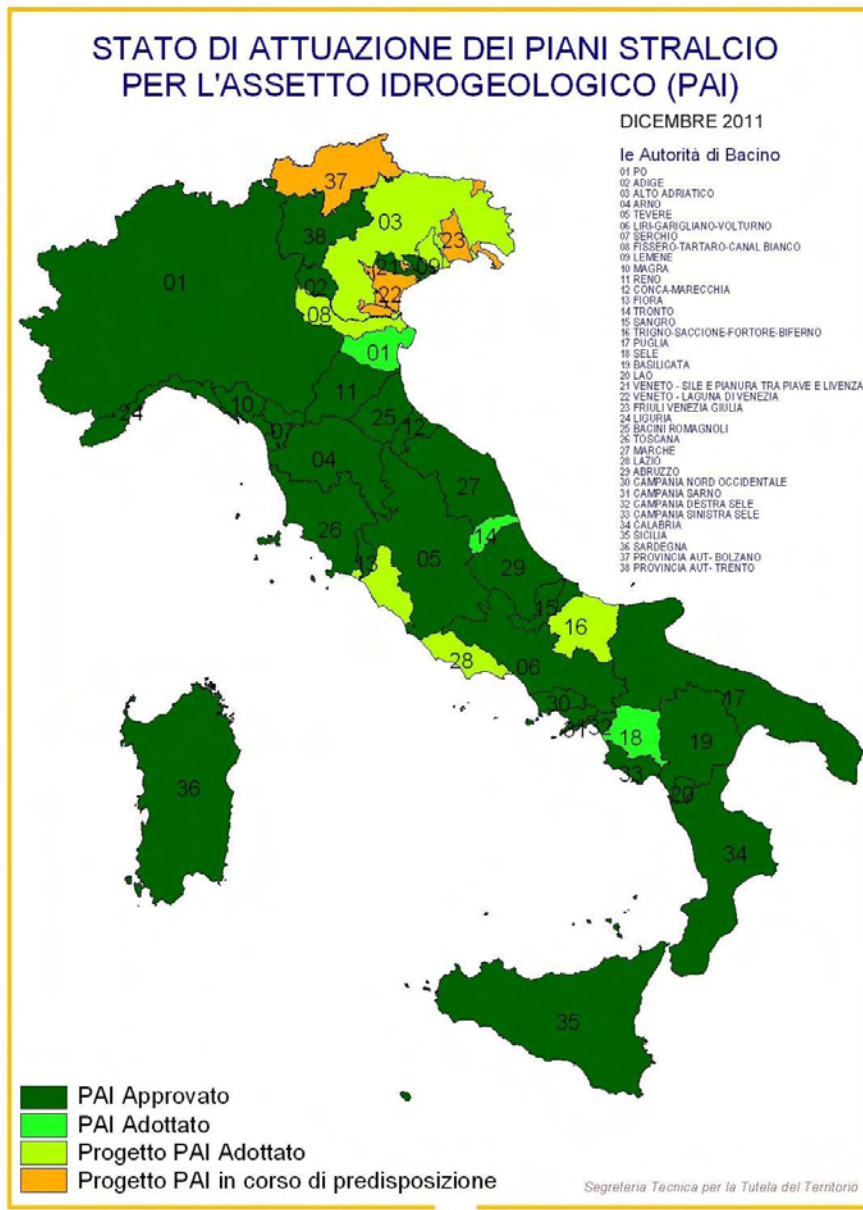 STATO DI ATTUAZIONE DEI PIANI STRALCIO
PER L'ASSETTO IDROGEOLOGICO (PAI)
DICEMBRE 2011
le Autorità di Bacino
01 PO
02 ADIGE
03 ALTO ADRIATICO
04 ARNO
05 TEVERE
06 LIRI-GARIGLIANO-VOLTURNO
07 SERCHIO
08 FISSERO-TARTARO-CANAL BIANCO
09 LEMENE
10 MAGRA
11 RENO
12 CONCA-MARECCHIA
13 FIORA
14 TRONTO
15 SANGRO
16 TRIGNO-SACCIONE-FORTORE-BIFERNO
17 PUGLIA
18 SELE
19 BASILICATA
20 LAO
21 VENETO - SILE E PIANURA TRA PIAVE E LIVENZA
22 VENETO - LAGUNA DI VENEZIA
23 FRIULI VENEZIA GIULIA
24 LIGURIA
25 BACINI ROMAGNOLI
26 TOSCANA
27 MARCHE
28 LAZIO
29 ABRUZZO
30 CAMPANIA NORD OCCIDENTALE
31 CAMPANIA SARNO
32 CAMPANIA DESTRA SELE
33 CAMPANIA SINISTRA SELE
34 CALABRIA
35 SICILIA
36 SARDEGNA
37 PROVINCIA AUT- BOLZANO
38 PROVINCIA AUT- TRENTO
37
03
38
23
21
09
01
02
22
08
01
11
10
24
25
12
07
04
27
26
14
13
05
29
15
16
28
06
17
30
31
32
18
19
33
20
36
34
35
PAI Approvato
PAI Adottato
Progetto PAI Adottato
Progetto PAI in corso di predisposizione
Segreteria Tecnica per la Tutela del Territorio